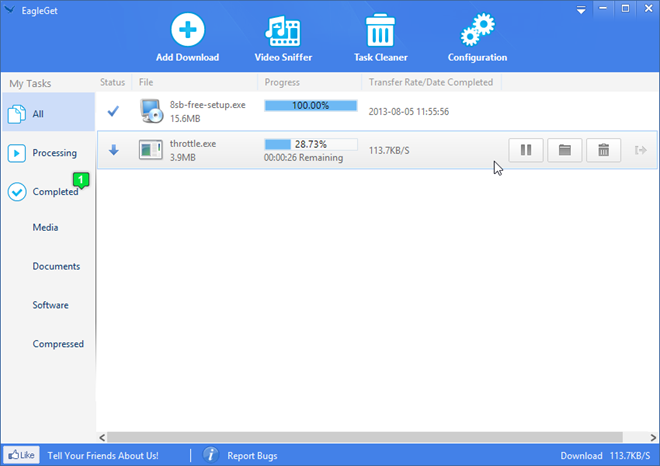 EagleGet
Add Download
Video Sniffer
Task Cleaner
Configuration
My Tasks
Status
File
Progress
Transfer Rate/Date Completed
All
8sb-free-setup.exe
15.6MB
100.00%
2013-08-05 11:55:56
Processing
throttle.exe
3.9MB
28.73%
00:00:26 Remaining
113.7KB/S
Completed
1
Media
Documents
Software
Compressed
Like
Tell Your Friends About Us!
Report Bugs
Download 113.7KB/S